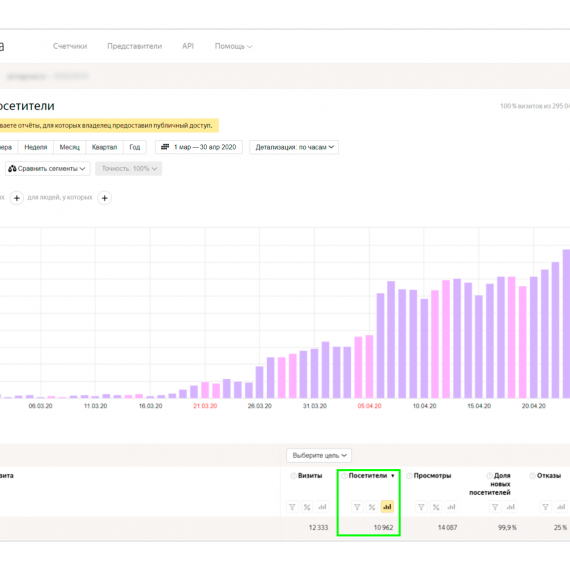 а
Счетчики Представители API Помощь
осетители
100 % визитов из 295 04
ваете отчёты, для которых владелец предоставил публичный доступ.
ера Неделя Месяц Квартал Год 1 мар — 30 апр 2020 Детализация: по часам
Сравнить сегменты Точность: 100%
х + для людей, у которых +
06.03.20 11.03.20 16.03.20 21.03.20 26.03.20 31.03.20 05.04.20 10.04.20 15.04.20 20.04.20
Выберите цель
зита Визиты Посетители ▼ Просмотры Доля Отказы
новых
посетителей
12 333 10 962 14 087 99,9 % 25 %